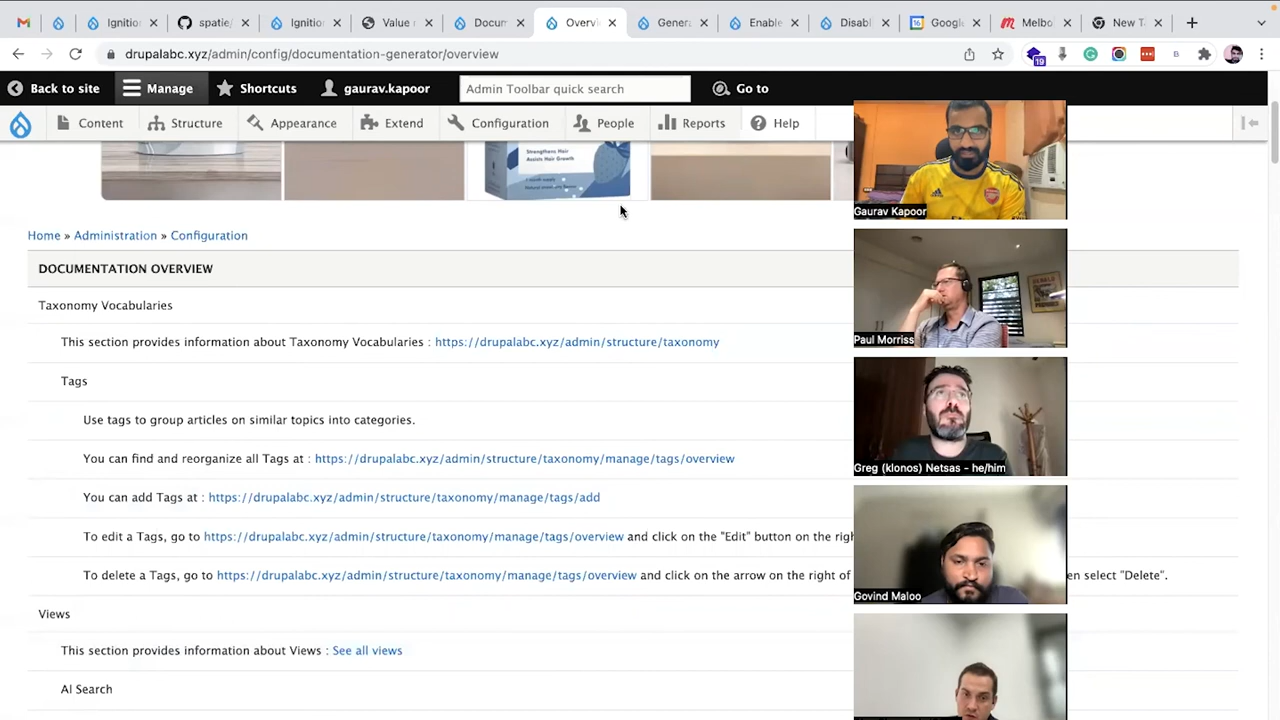 Ignition
spatie/
Ignition
Value r
Docum
Overvi
Genera
Enable
Disabl
Google
Melbo
New T
drupalabc.xyz/admin/config/documentation-generator/overview
19
Back to site Manage Shortcuts gaurav.kapoor Admin Toolbar quick search Go to
Content Structure Appearance Extend Configuration People Reports Help
Strengthens Hair
Assists Hair Growth
Home » Administration » Configuration
DOCUMENTATION OVERVIEW
Taxonomy Vocabularies
This section provides information about Taxonomy Vocabularies : https://drupalabc.xyz/admin/structure/taxonomy
Tags
Use tags to group articles on similar topics into categories.
You can find and reorganize all Tags at : https://drupalabc.xyz/admin/structure/taxonomy/manage/tags/overview
You can add Tags at : https://drupalabc.xyz/admin/structure/taxonomy/manage/tags/add
To edit a Tags, go to https://drupalabc.xyz/admin/structure/taxonomy/manage/tags/overview and click on the "Edit" button on the righ
To delete a Tags, go to https://drupalabc.xyz/admin/structure/taxonomy/manage/tags/overview and click on the arrow on the right of en select "Delete".
Views
This section provides information about Views : See all views
AI Search
Gaurav Kapoor
Paul Morriss
Greg (klonos) Netsas - he/him
Govind Maloo